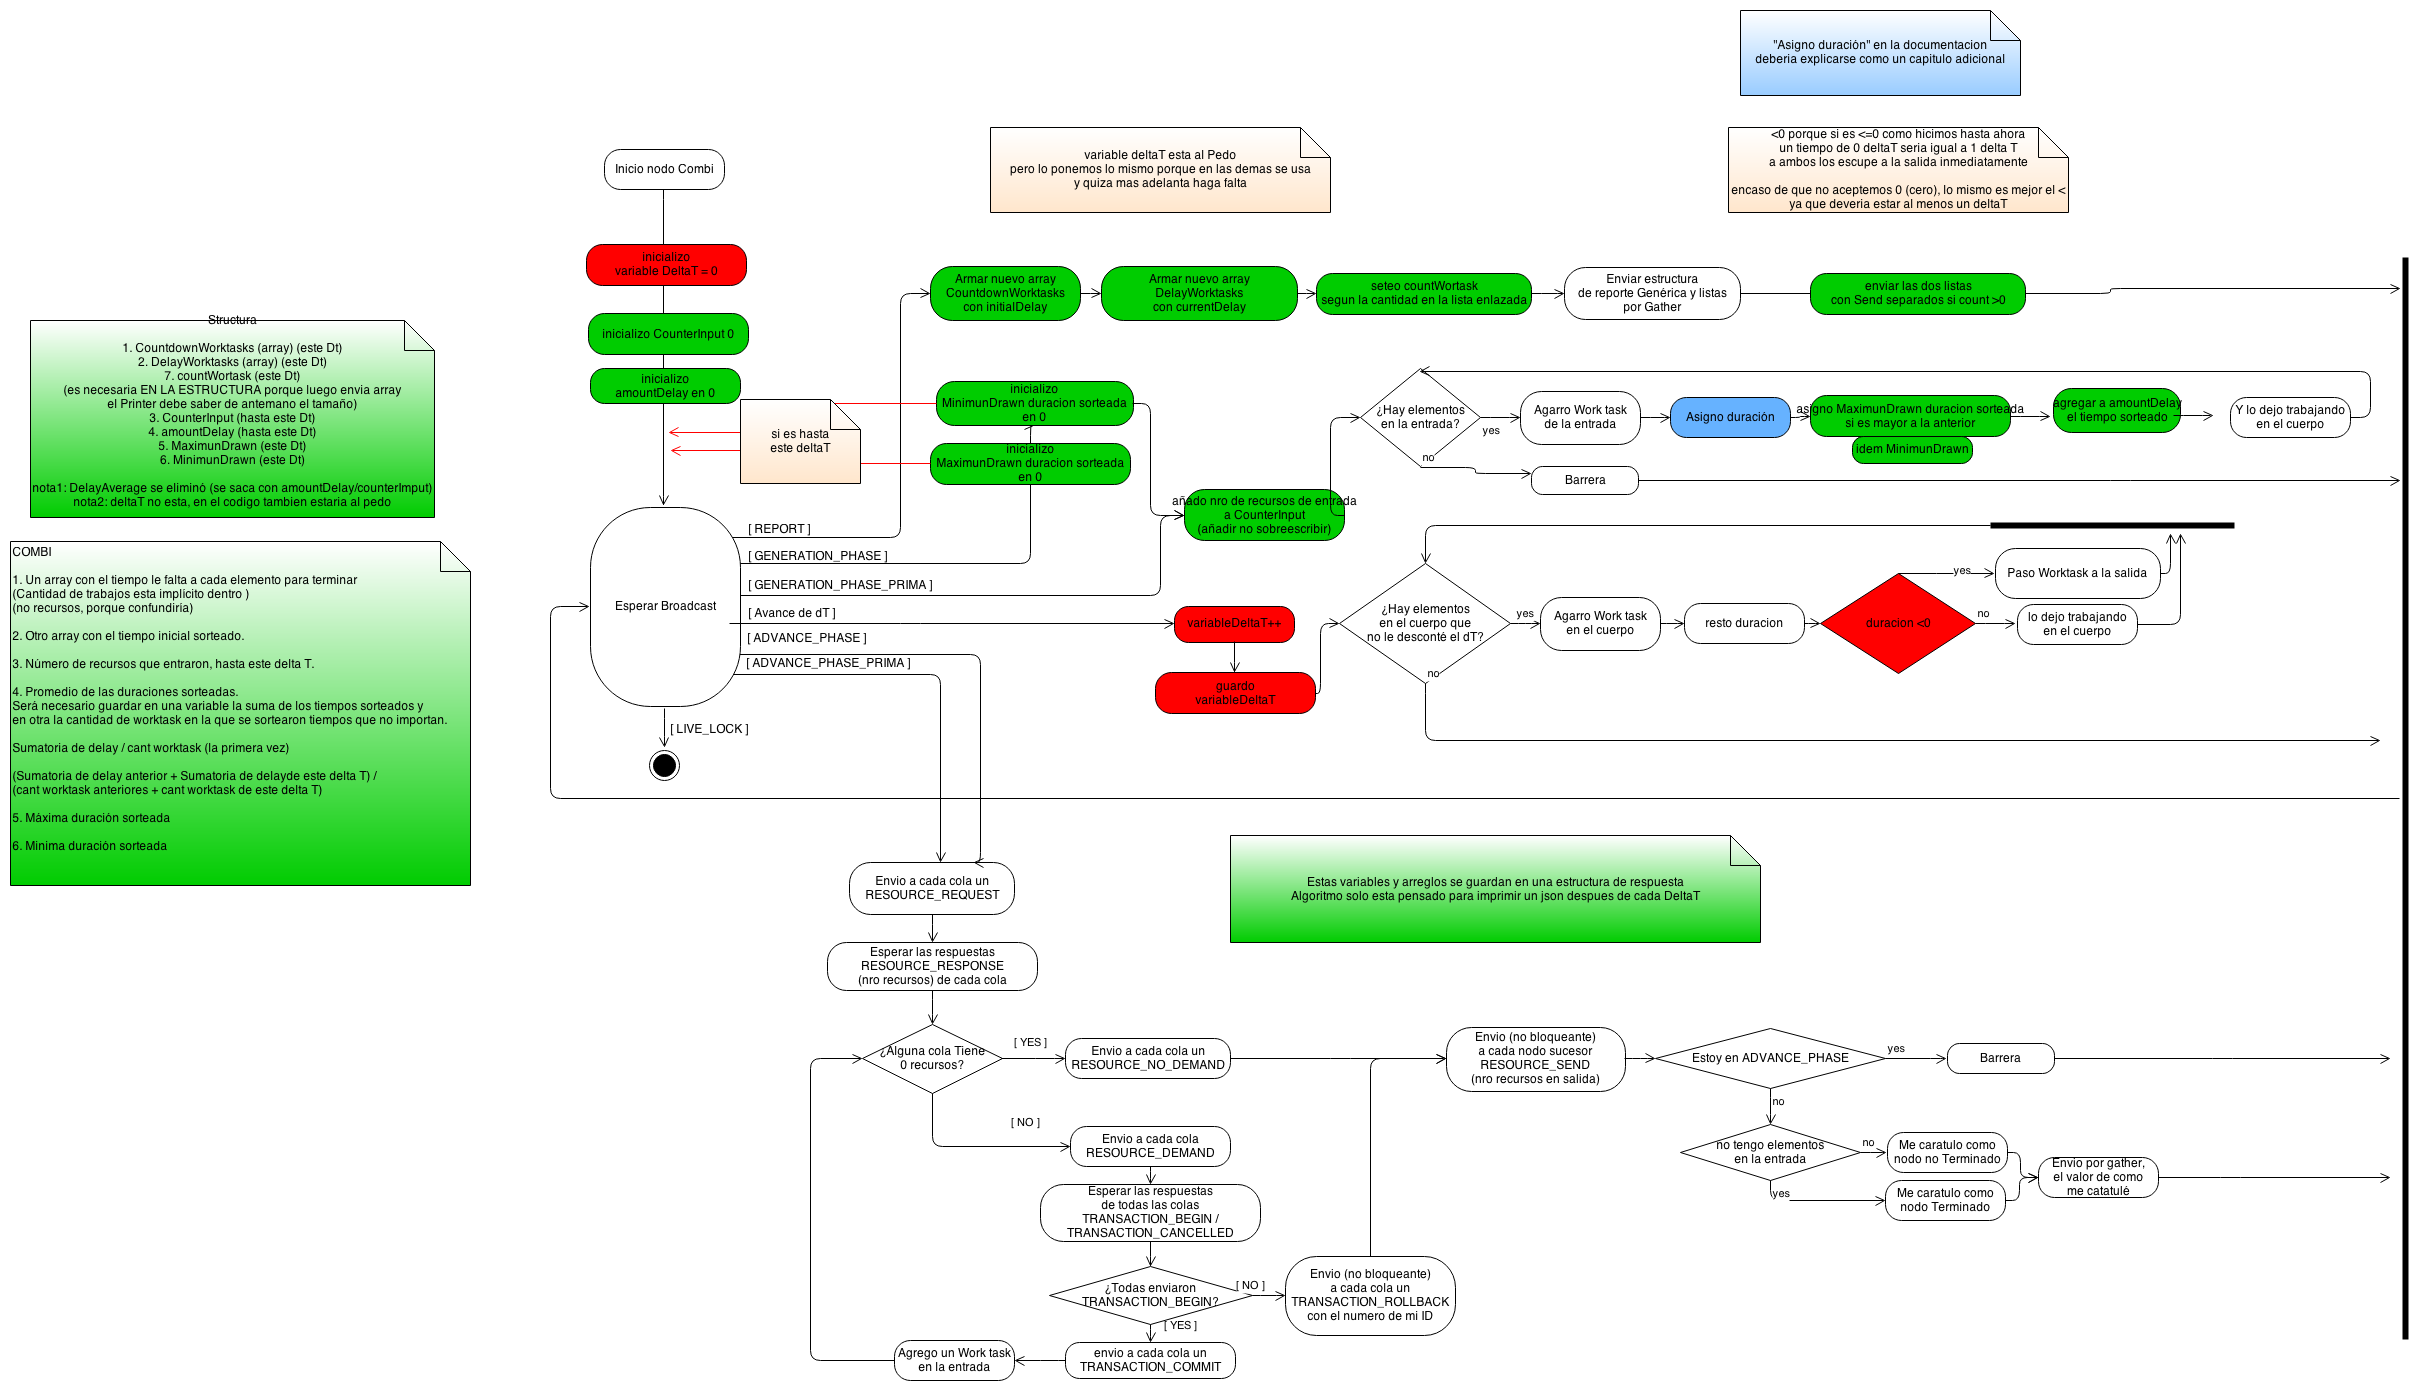 "Asigno duración" en la documentacion
deberia explicarse como un capitulo adicional
variable deltaT esta al Pedo
pero lo ponemos lo mismo porque en las demas se usa
y quiza mas adelanta haga falta
<0 porque si es <=0 como hicimos hasta ahora
un tiempo de 0 deltaT seria igual a 1 delta T
a ambos los escupe a la salida inmediatamente
encaso de que no aceptemos 0 (cero), lo mismo es mejor el <
ya que deveria estar al menos un deltaT
Inicio nodo Combi
inicializo
variable DeltaT = 0
inicializo CounterInput 0
inicializo
amountDelay en 0
Structura
1. CountdownWorktasks (array) (este Dt)
2. DelayWorktasks (array) (este Dt)
7. countWortask (este Dt)
(es necesaria EN LA ESTRUCTURA porque luego envia array
el Printer debe saber de antemano el tamaño)
3. CounterInput (hasta este Dt)
4. amountDelay (hasta este Dt)
5. MaximunDrawn (este Dt)
6. MinimunDrawn (este Dt)
nota1: DelayAverage se eliminó (se saca con amountDelay/counterInput)
nota2: deltaT no esta, en el codigo tambien estaria al pedo
COMBI
1. Un array con el tiempo le falta a cada elemento para terminar
(Cantidad de trabajos esta implícito dentro )
(no recursos, porque confundiria)
2. Otro array con el tiempo inicial sorteado.
3. Número de recursos que entraron, hasta este delta T.
4. Promedio de las duraciones sorteadas.
Será necesario guardar en una variable la suma de los tiempos sorteados y
en otra la cantidad de worktask en la que se sortearon tiempos que no importan.
Sumatoria de delay / cant worktask (la primera vez)
(Sumatoria de delay anterior + Sumatoria de delayde este delta T) /
(cant worktask anteriores + cant worktask de este delta T)
5. Máxima duración sorteada
6. Minima duración sorteada
si es hasta
este deltaT
Esperar Broadcast
[ REPORT ]
[ GENERATION_PHASE ]
[ GENERATION_PHASE_PRIMA ]
[ Avance de dT ]
[ ADVANCE_PHASE ]
[ ADVANCE_PHASE_PRIMA ]
[ LIVE_LOCK ]
Armar nuevo array
CountdownWorktasks
con initialDelay
Armar nuevo array
DelayWorktasks
con currentDelay
seteo countWortask
segun la cantidad en la lista enlazada
Enviar estructura
de reporte Genérica y listas
por Gather
enviar las dos listas
con Send separados si count >0
inicializo
MinimunDrawn duracion sorteada
en 0
inicializo
MaximunDrawn duracion sorteada
en 0
añado nro de recursos de entrada
a CounterInput
(añadir no sobreescribir)
¿Hay elementos
en la entrada?
yes
no
Agarro Work task
de la entrada
Asigno duración
asigno MaximunDrawn duracion sorteada
si es mayor a la anterior
idem MinimunDrawn
agregar a amountDelay
el tiempo sorteado
Y lo dejo trabajando
en el cuerpo
Barrera
variableDeltaT++
guardo
variableDeltaT
¿Hay elementos
en el cuerpo que
no le desconté el dT?
yes
no
Agarro Work task
en el cuerpo
resto duracion
duracion <0
yes
no
Paso Worktask a la salida
lo dejo trabajando
en el cuerpo
Estas variables y arreglos se guardan en una estructura de respuesta
Algoritmo solo esta pensado para imprimir un json despues de cada DeltaT
Envio a cada cola un
RESOURCE_REQUEST
Esperar las respuestas
RESOURCE_RESPONSE
(nro recursos) de cada cola
¿Alguna cola Tiene
0 recursos?
[ YES ]
[ NO ]
Envio a cada cola un
RESOURCE_NO_DEMAND
Envio a cada cola
RESOURCE_DEMAND
Esperar las respuestas
de todas las colas
TRANSACTION_BEGIN /
TRANSACTION_CANCELLED
¿Todas enviaron
TRANSACTION_BEGIN?
[ NO ]
[ YES ]
Envio (no bloqueante)
a cada cola un
TRANSACTION_ROLLBACK
con el numero de mi ID
envio a cada cola un
TRANSACTION_COMMIT
Agrego un Work task
en la entrada
Envio (no bloqueante)
a cada nodo sucesor
RESOURCE_SEND
(nro recursos en salida)
Estoy en ADVANCE_PHASE
yes
no
Barrera
no tengo elementos
en la entrada
no
yes
Me caratulo como
nodo no Terminado
Me caratulo como
nodo Terminado
Envio por gather,
el valor de como
me catatulé